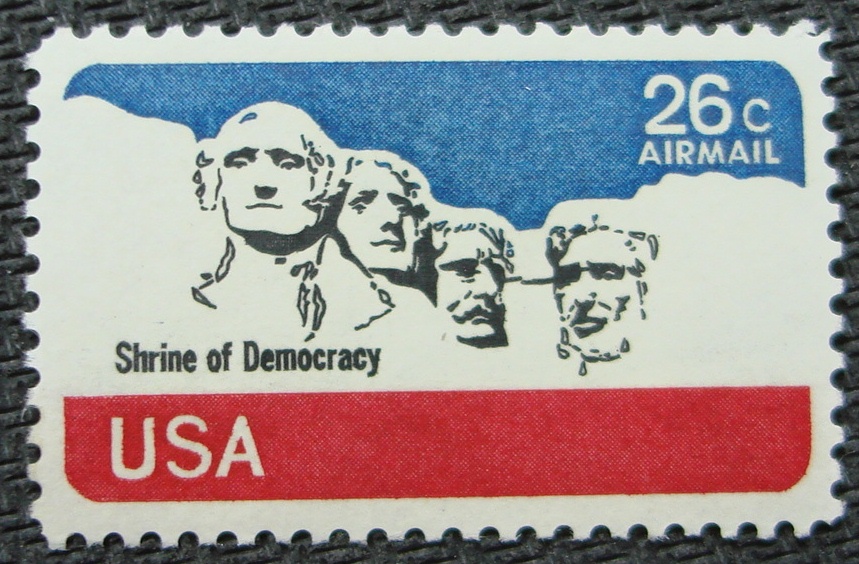 26c
AIRMAIL
Shrine of Democracy
USA